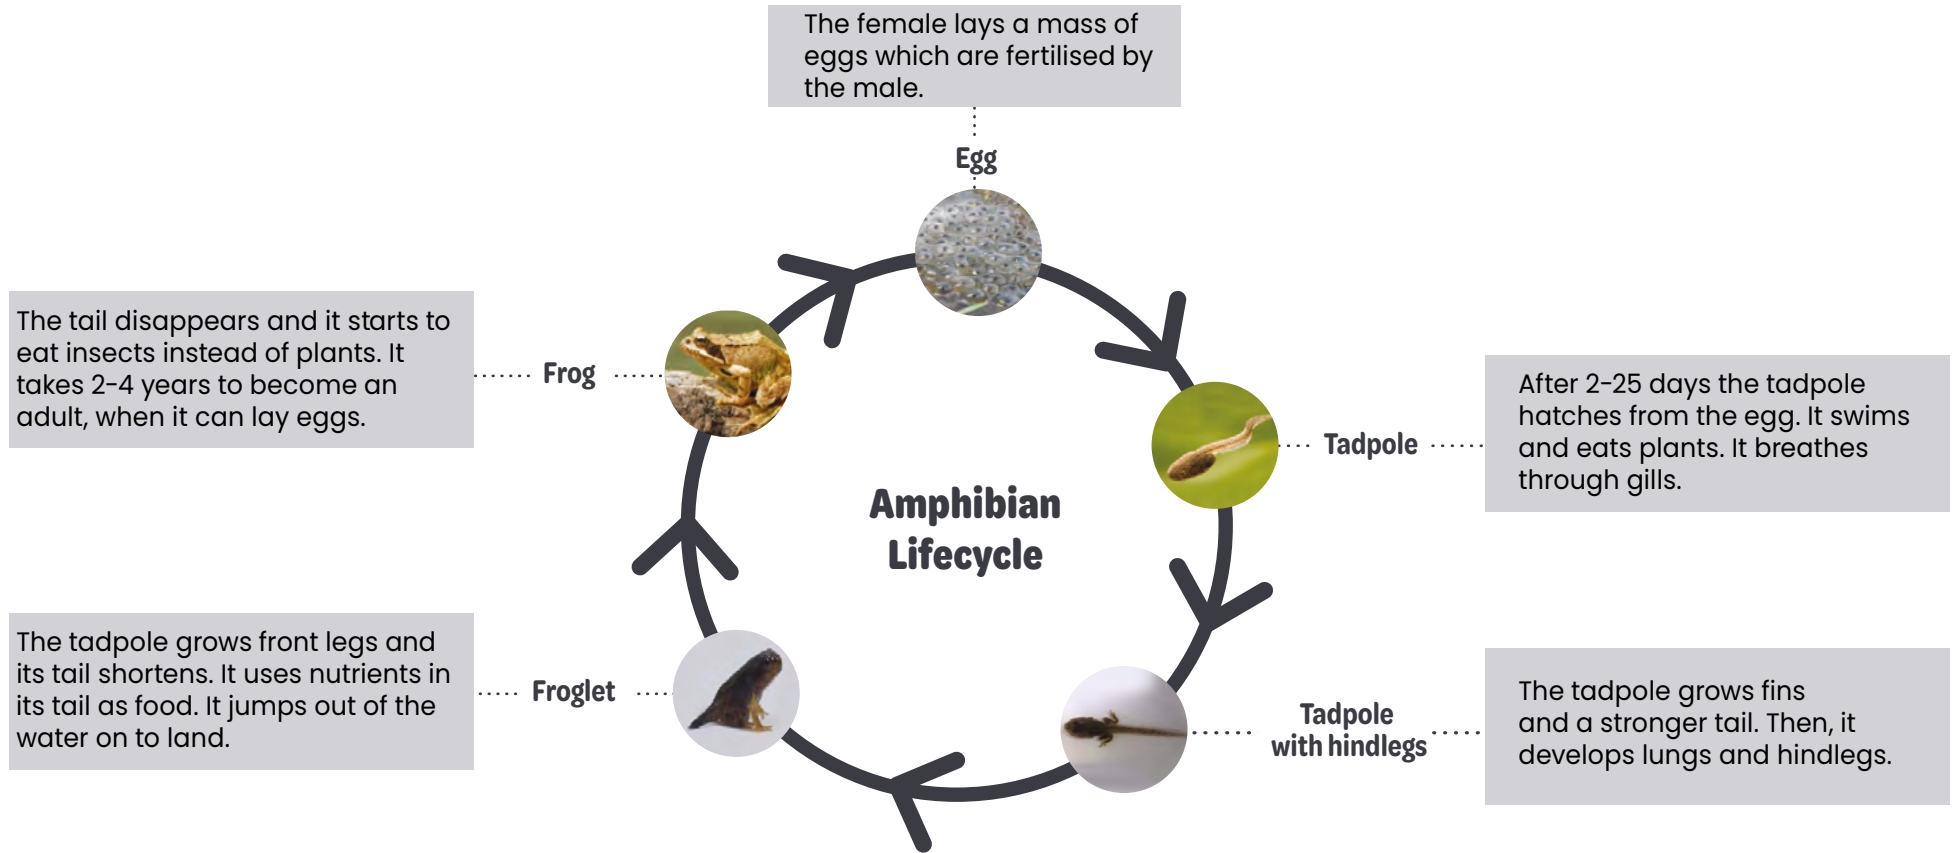 The female lays a mass of
eggs which are fertilised by
the male.
Egg
After 2-25 days the tadpole
hatches from the egg. It swims
and eats plants. It breathes
through gills.
Tadpole
The tadpole grows fins
and a stronger tail. Then, it
develops lungs and hindlegs.
Tadpole
with hindlegs
The tadpole grows front legs and
its tail shortens. It uses nutrients in
its tail as food. It jumps out of the
water on to land.
Froglet
The tail disappears and it starts to
eat insects instead of plants. It
takes 2-4 years to become an
adult, when it can lay eggs.
Frog
Amphibian
Lifecycle